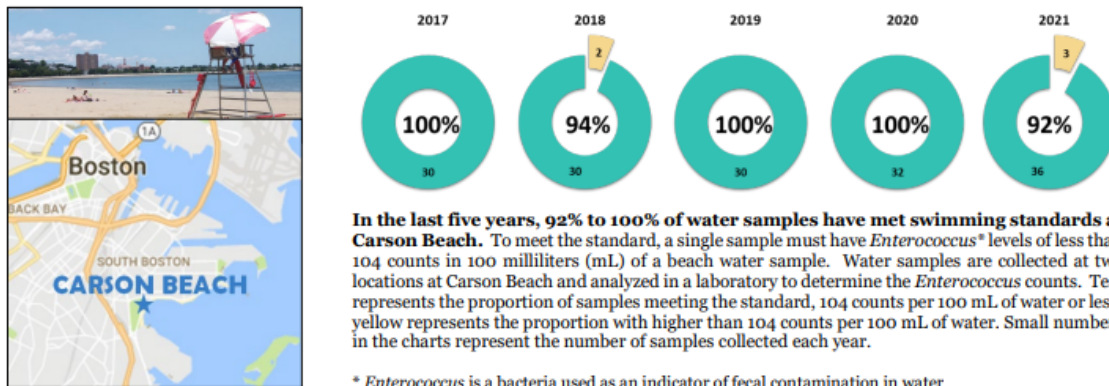 2017 2018 2019 2020 2021
2 3
100% 94% 100% 100% 92%
30 30 30 32 36
1A
Boston
BACK BAY
SOUTH BOSTON
CARSON BEACH
In the last five years, 92% to 100% of water samples have met swimming standards
Carson Beach. To meet the standard, a single sample must have Enterococcus* levels of less
104 counts in 100 milliliters (mL) of a beach water sample. Water samples are collected at
locations at Carson Beach and analyzed in a laboratory to determine the Enterococcus counts.
represents the proportion of samples meeting the standard, 104 counts per 100 mL of water or
yellow represents the proportion with higher than 104 counts per 100 mL of water. Small
in the charts represent the number of samples collected each year.
* Enterococcus is a bacteria used as an indicator of fecal contamination in water